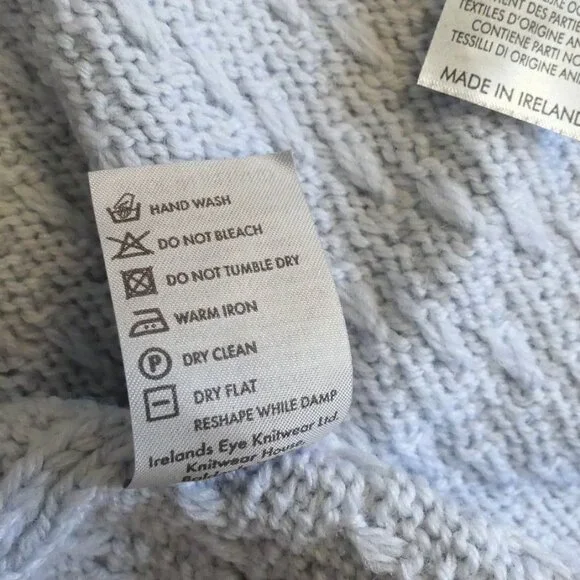 TEXTILES D'ORIGINE AN
CONTIENE PARTI NO
TESSILI DI ORIGINE AN
MADE IN IRELAND
HAND WASH
DO NOT BLEACH
DO NOT TUMBLE DRY
WARM IRON
P DRY CLEAN
DRY FLAT
RESHAPE WHILE DAMP
Irelands Eye Knitwear Ltd.
Knitwear House,